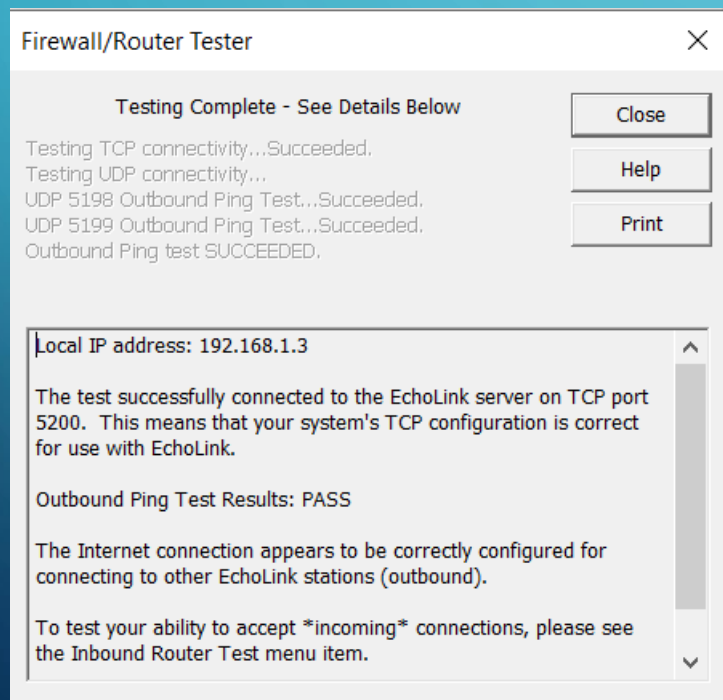 Firewall/Router Tester
Testing Complete - See Details Below
Close
Testing TCP connectivity...Succeeded.
Testing UDP connectivity...
Help
UDP 5198 Outbound Ping Test...Succeeded.
UDP 5199 Outbound Ping Test...Succeeded.
Print
Outbound Ping test SUCCEEDED.
Local IP address: 192.168.1.3
The test successfully connected to the EchoLink server on TCP port
5200.  This means that your system's TCP configuration is correct
for use with EchoLink.
Outbound Ping Test Results: PASS
The Internet connection appears to be correctly configured for
connecting to other EchoLink stations (outbound).
To test your ability to accept *incoming* connections, please see
the Inbound Router Test menu item.